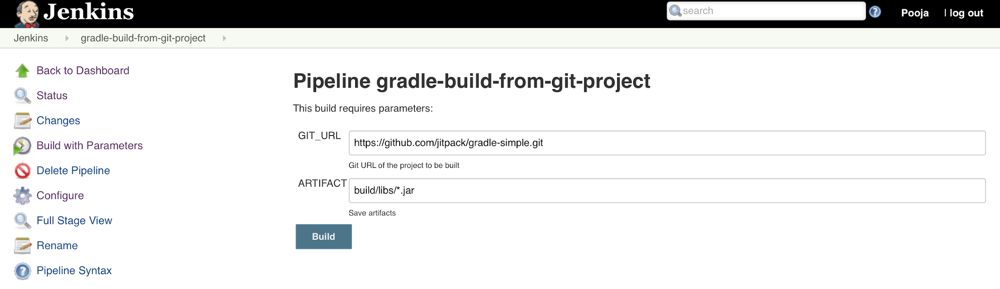 Jenkins
search
Pooja | log out
Jenkins gradle-build-from-git-project
Back to Dashboard
Status
Changes
Build with Parameters
Delete Pipeline
Configure
Full Stage View
Rename
Pipeline Syntax
Pipeline gradle-build-from-git-project
This build requires parameters:
GIT_URL
https://github.com/jitpack/gradle-simple.git
Git URL of the project to be built
ARTIFACT
build/libs/*.jar
Save artifacts
Build